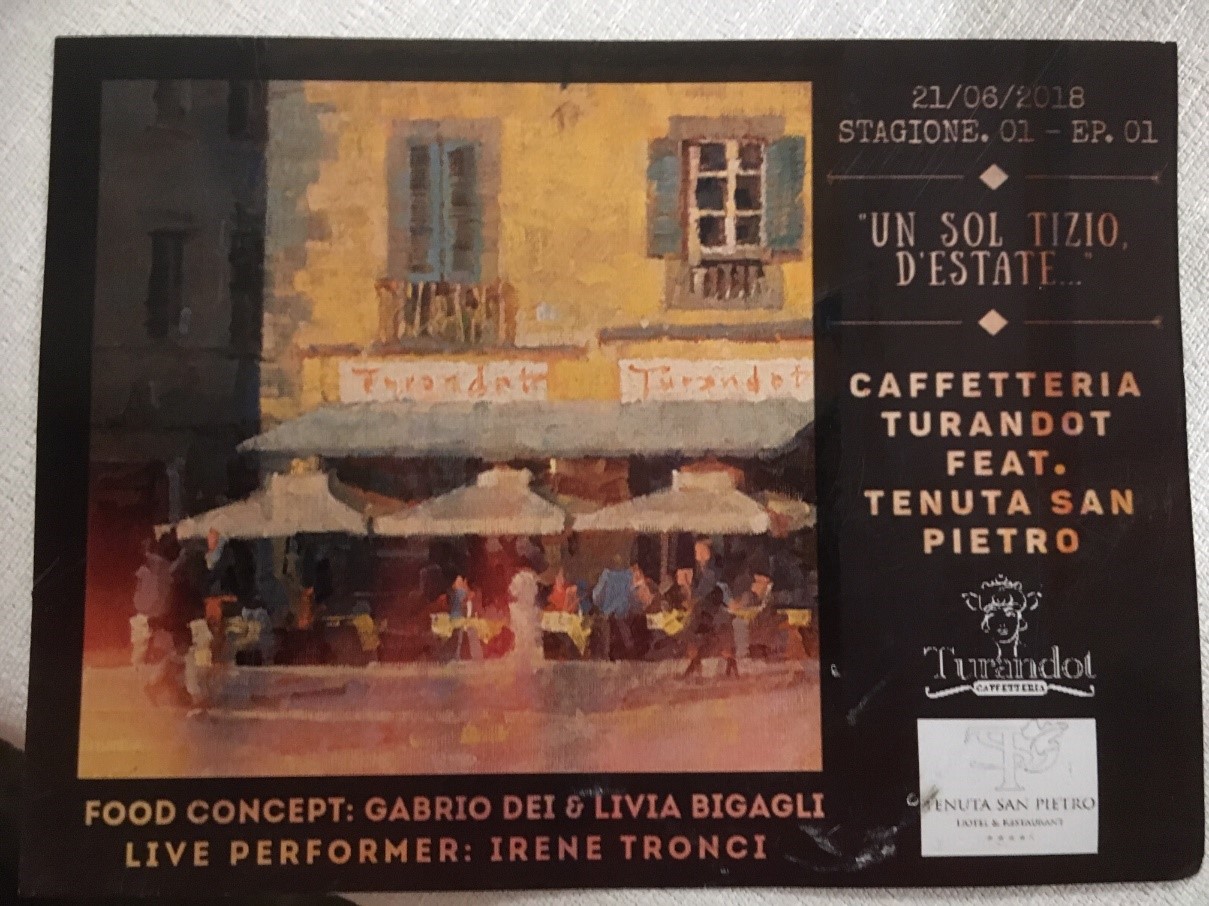 21/06/2018
STAGIONE. 01 - EP. 01
"UN SOL TIZIO,
D'ESTATE..."
Turandot Turandot
CAFFETTERIA
TURANDOT
FEAT.
TENUTA SAN
PIETRO
Turandot
CAFFETTERIA
TENUTA SAN PIETRO
HOTEL & RESTAURANT
FOOD CONCEPT: GABRIO DEI & LIVIA BIGAGLI
LIVE PERFORMER: IRENE TRONCI